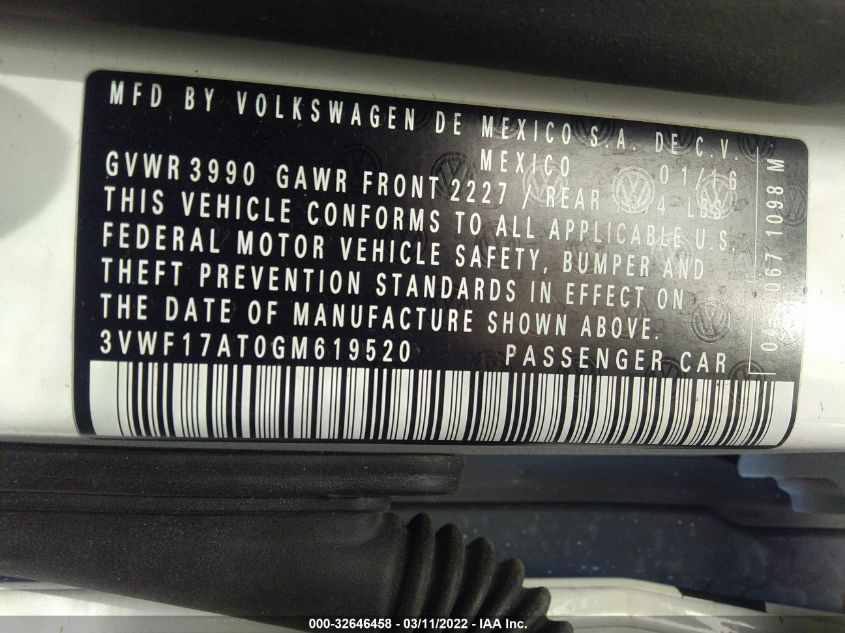 MFD BY VOLKSWAGEN DE MEXICO S.A. DE C.V.
MEXICO 01/16
GVWR 3990 GAWR FRONT 2227 / REAR LBS
THIS VEHICLE CONFORMS TO ALL APPLICABLE U.S.
FEDERAL MOTOR VEHICLE SAFETY, BUMPER AND
THEFT PREVENTION STANDARDS IN EFFECT ON
THE DATE OF MANUFACTURE SHOWN ABOVE.
3VWF17AT0GM619520 PASSENGER CAR
067 1098 M
000-32646458 - 03/11/2022 - IAA Inc.